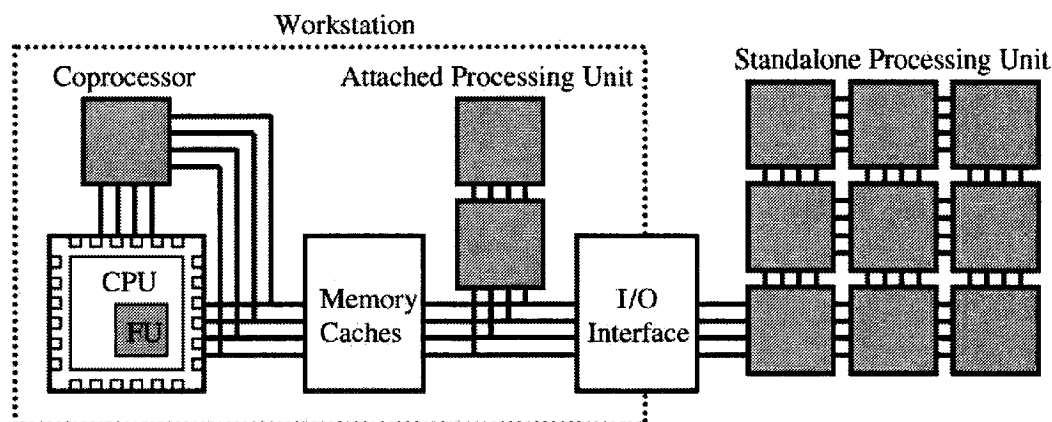 Workstation
Coprocessor
Attached Processing Unit
Standalone Processing Unit
CPU
FU
Memory
Caches
I/O
Interface